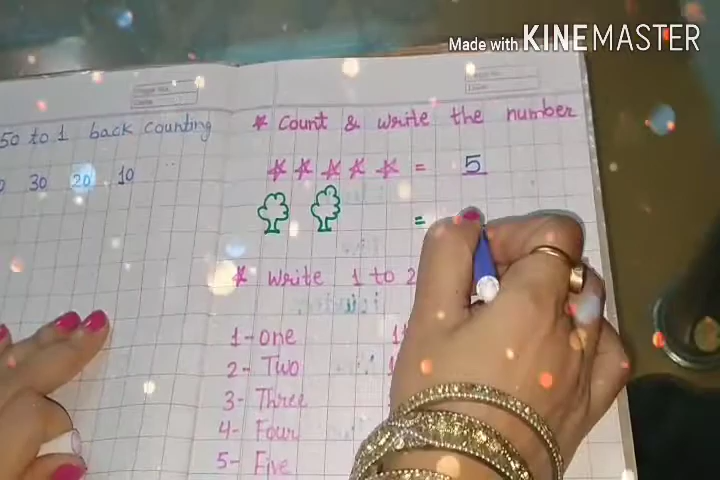 Made with KINEMASTER
50 to 1 back counting
30 20 10
* Count & write the number
= 5
=
* Write 1 to 2
1 - one
2 - Two
3 - Three
4 - Four
5 - Five